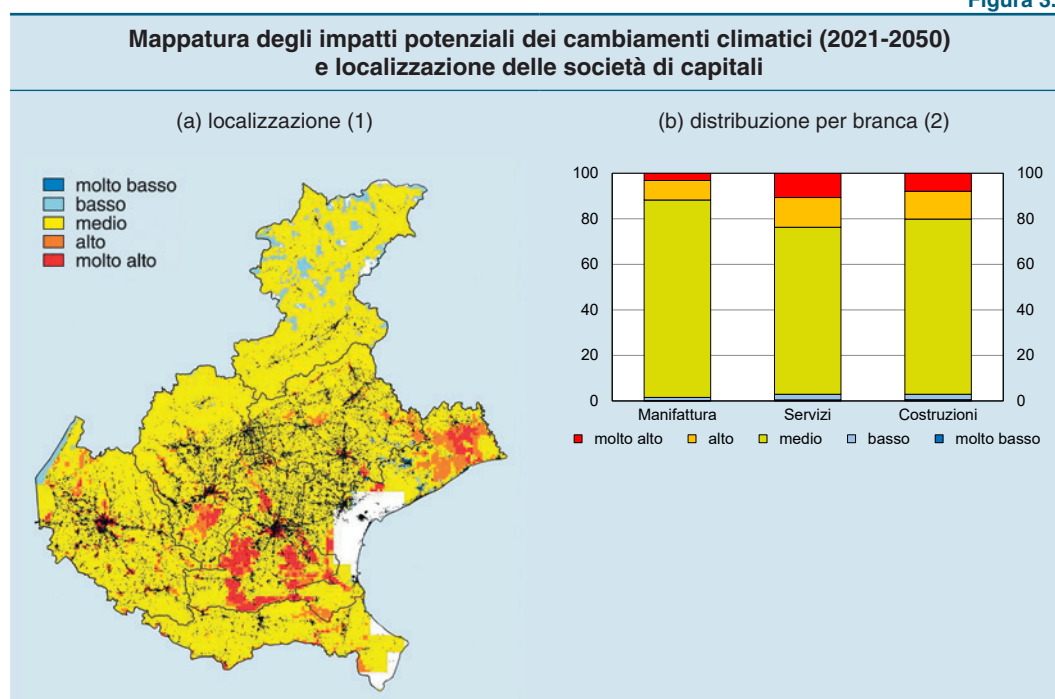 Figura 3.
Mappatura degli impatti potenziali dei cambiamenti climatici (2021-2050)
e localizzazione delle società di capitali
(a) localizzazione (1)
(b) distribuzione per branca (2)
molto basso
basso
medio
alto
molto alto
100 100
80 80
60 60
40 40
20 20
0 0
Manifattura Servizi Costruzioni
molto alto alto medio basso molto basso